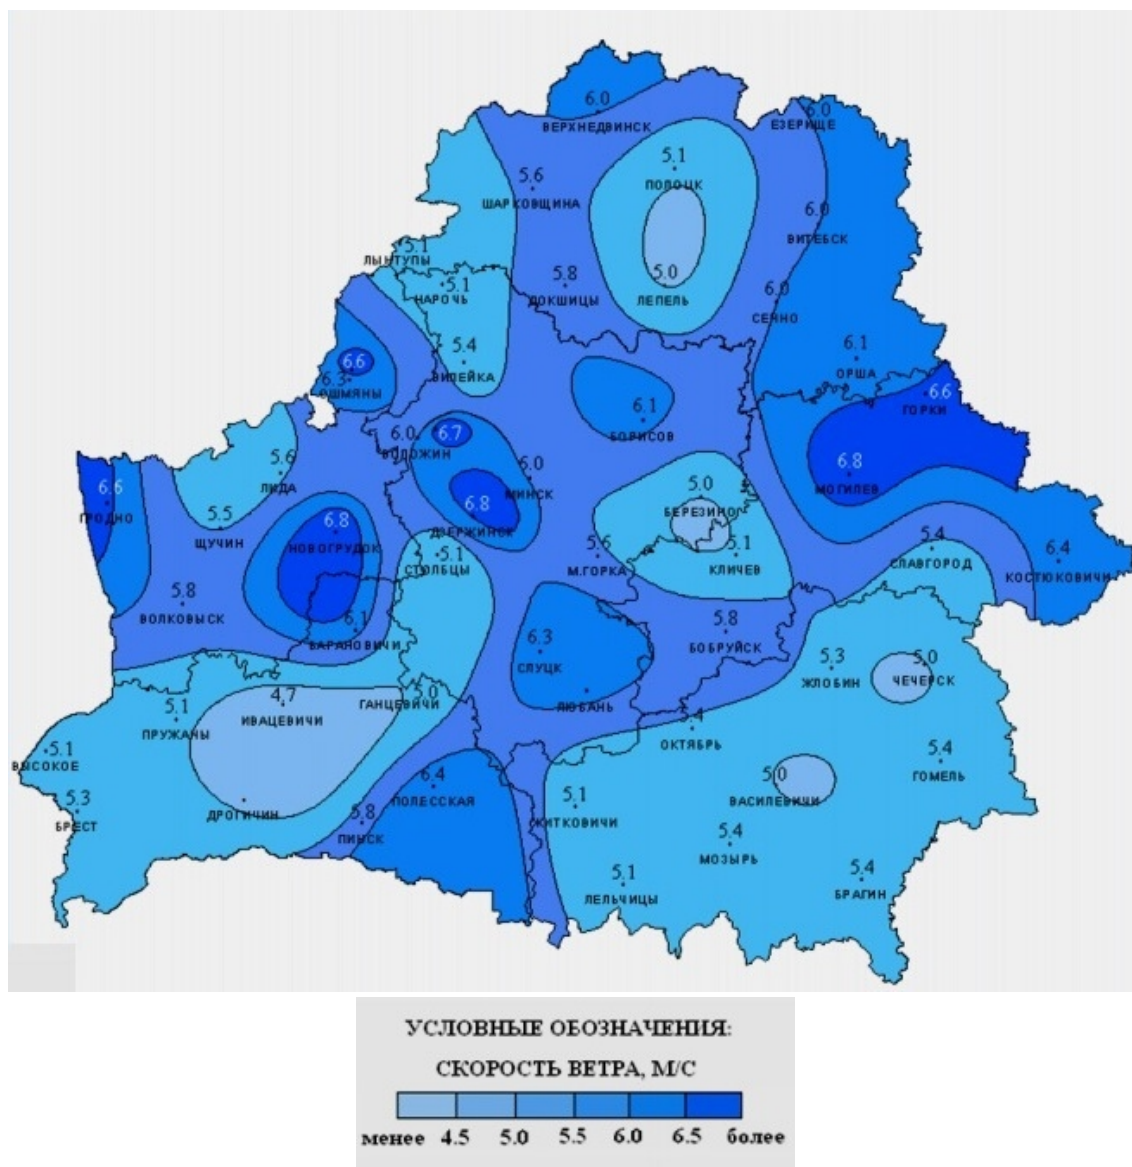 6.0
ВЕРХНЕДВИНСК
6.0
ЕЗЕРИЩЕ
5.1
ПОЛОЦК
5.6
ШАРКОВЩИНА
6.0
ВИТЕБСК
5.1
ЛЫНТУПЫ
5.1
НАРОЧЬ
5.8
ДОКШИЦЫ
5.0
ЛЕПЕЛЬ
6.0
СЕННО
6.6
6.3
ОШМЯНЫ
5.4
ВИЛЕЙКА
6.1
ОРША
6.6
ГОРКИ
6.1
БОРИСОВ
6.0
ВОЛОЖИН
6.7
6.0
МИНСК
5.6
ЛИДА
6.8
МОГИЛЕВ
6.6
ГРОДНО
5.5
ЩУЧИН
6.8
НОВОГРУДОК
6.8
ДЗЕРЖИНСК
5.0
БЕРЕЗИНО
5.1
СТОЛБЦЫ
5.6
М.ГОРКА
5.1
КЛИЧЕВ
5.4
СЛАВГОРОД
6.4
КОСТЮКОВИЧИ
5.8
ВОЛКОВЫСК
6.1
БАРАНОВИЧИ
6.3
СЛУЦК
5.8
БОБРУЙСК
5.3
ЖЛОБИН
5.0
ЧЕЧЕРСК
5.1
ПРУЖАНЫ
4.7
ИВАЦЕВИЧИ
5.0
ГАНЦЕВИЧИ
ЛЮБАНЬ
5.4
ОКТЯБРЬ
5.1
ВЫСОКОЕ
5.4
ГОМЕЛЬ
5.3
БРЕСТ
ДРОГИЧИН
6.4
ПОЛЕССКАЯ
5.8
ПИНСК
5.1
ЖИТКОВИЧИ
5.0
ВАСИЛЕВИЧИ
5.4
МОЗЫРЬ
5.1
ЛЕЛЬЧИЦЫ
5.4
БРАГИН
УСЛОВНЫЕ ОБОЗНАЧЕНИЯ:
СКОРОСТЬ ВЕТРА, М/С
менее 4.5 5.0 5.5 6.0 6.5 более